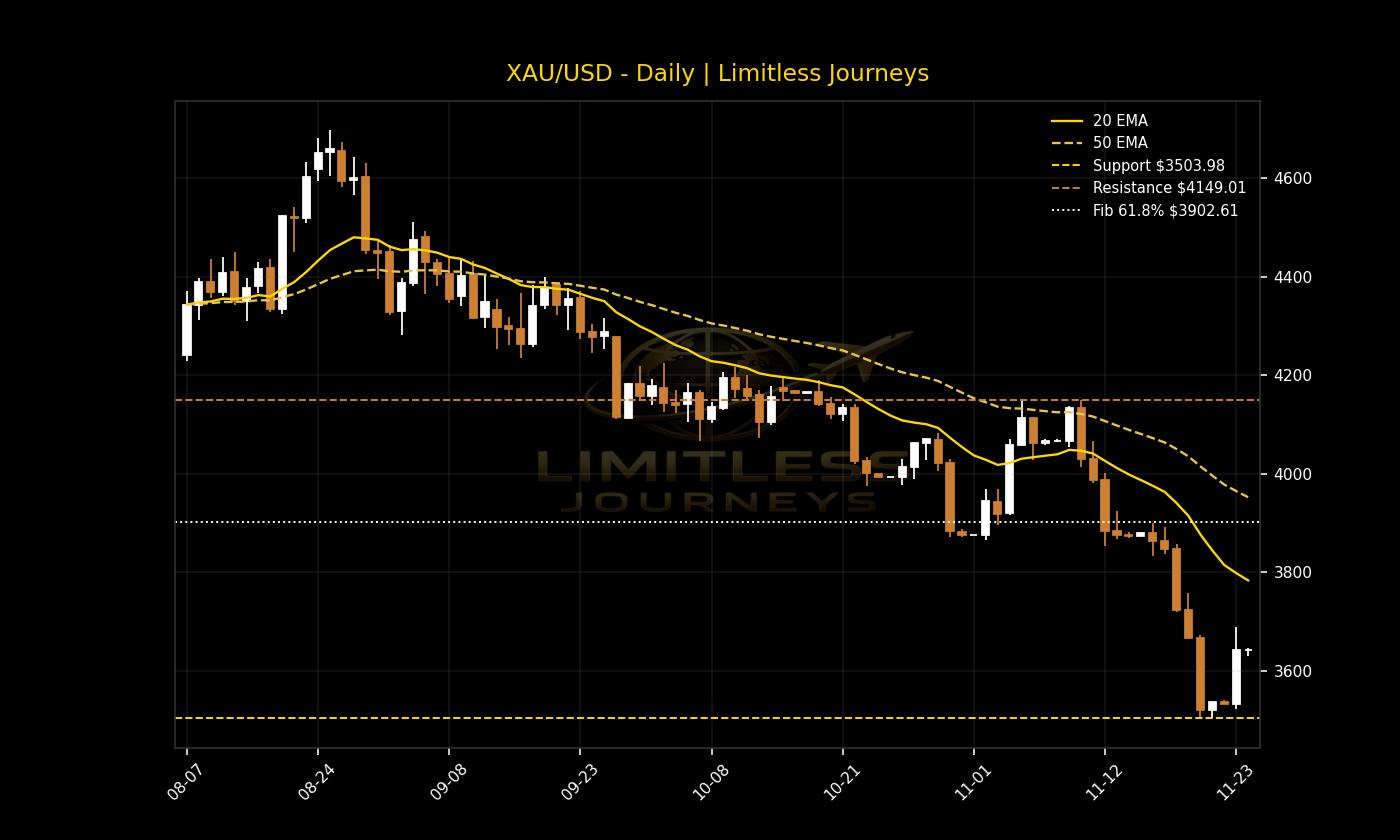 XAU/USD - Daily | Limitless Journeys
20 EMA
50 EMA
Support $3503.98
Resistance $4149.01
Fib 61.8% $3902.61
4600
4400
4200
4000
3800
3600
LIMITLESS
JOURNEYS
08-07
08-24
09-08
09-23
10-08
10-21
11-01
11-12
11-23